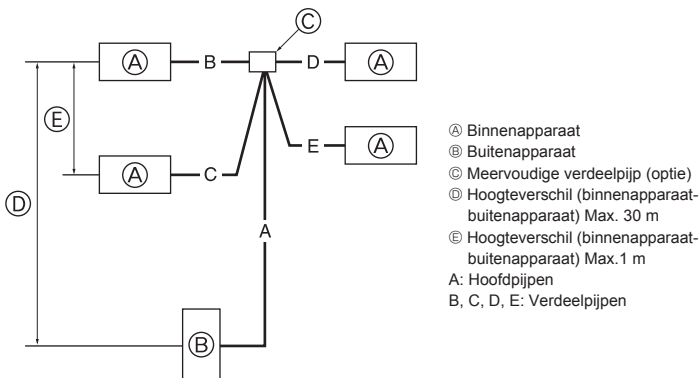 Ⓒ
Ⓐ B D Ⓐ
Ⓔ
E Ⓐ
Ⓐ C
Ⓓ
A
Ⓑ
Ⓐ Binnenapparaat
Ⓑ Buitenapparaat
Ⓒ Meervoudige verdeelpijp (optie)
Ⓓ Hoogteverschil (binnenapparaat-
buitenapparaat) Max. 30 m
Ⓔ Hoogteverschil (binnenapparaat-
buitenapparaat) Max.1 m
A: Hoofdpijpen
B, C, D, E: Verdeelpijpen